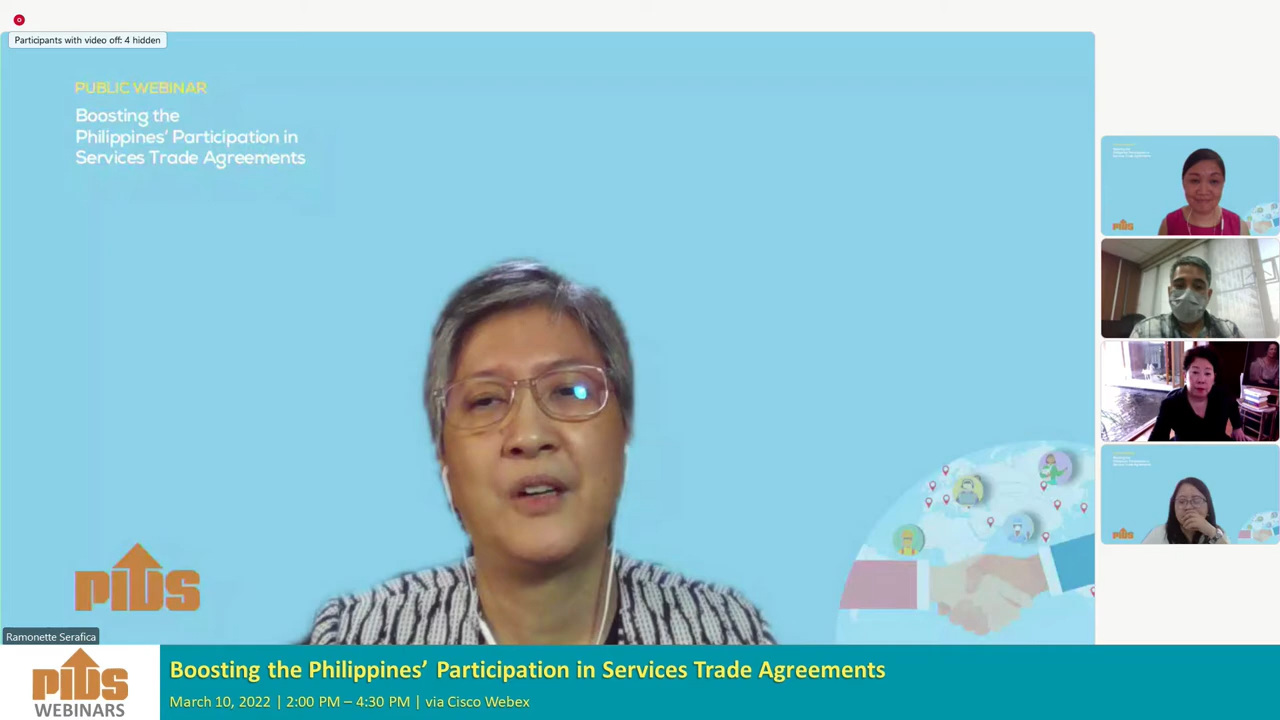 Participants with video off: 4 hidden
PUBLIC WEBINAR
Boosting the
Philippines' Participation in
Services Trade Agreements
PIDS
Ramonette Serafica
PIDS
WEBINARS
Boosting the Philippines' Participation in Services Trade Agreements
March 10, 2022 | 2:00 PM – 4:30 PM | via Cisco Webex